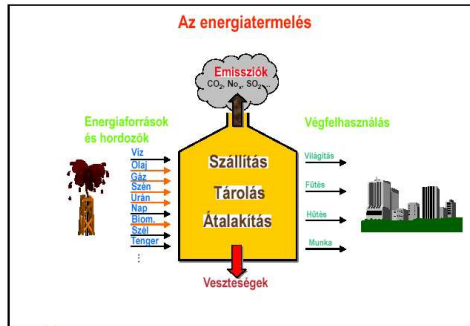 Az energiatermelés
Emissziók
CO2, Nox, SO2...
Energiaforrások
és hordozók
Víz
Olaj
Gáz
Szén
Urán
Nap
Biom.
Szél
Tenger
⋮
Szállítás
Tárolás
Átalakítás
Veszteségek
Végfelhasználás
Világítás
Fűtés
Hűtés
Munka